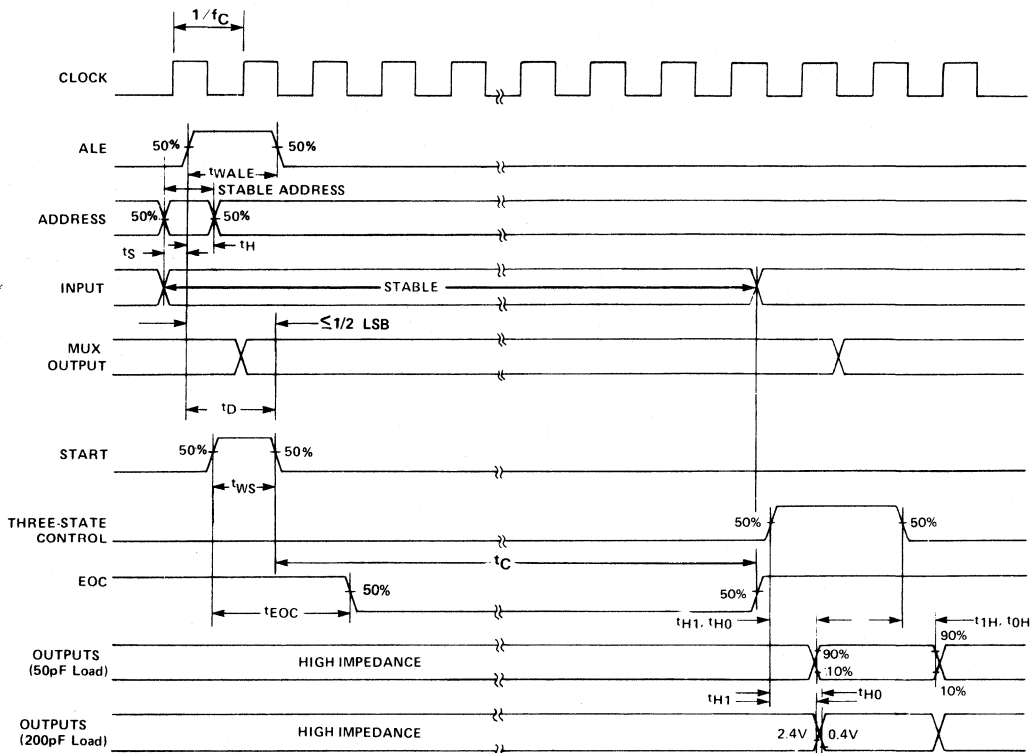 1/fC
CLOCK
ALE
50%
50%
tWALE
STABLE ADDRESS
ADDRESS
50%
50%
tS
tH
INPUT
STABLE
≤1/2 LSB
MUX
OUTPUT
tD
START
50%
50%
tWS
THREE-STATE
CONTROL
50%
50%
tC
EOC
50%
50%
tEOC
tH1, tH0
t1H, t0H
OUTPUTS
(50pF Load)
HIGH IMPEDANCE
90%
10%
90%
10%
tH1
tH0
OUTPUTS
(200pF Load)
HIGH IMPEDANCE
2.4V
0.4V